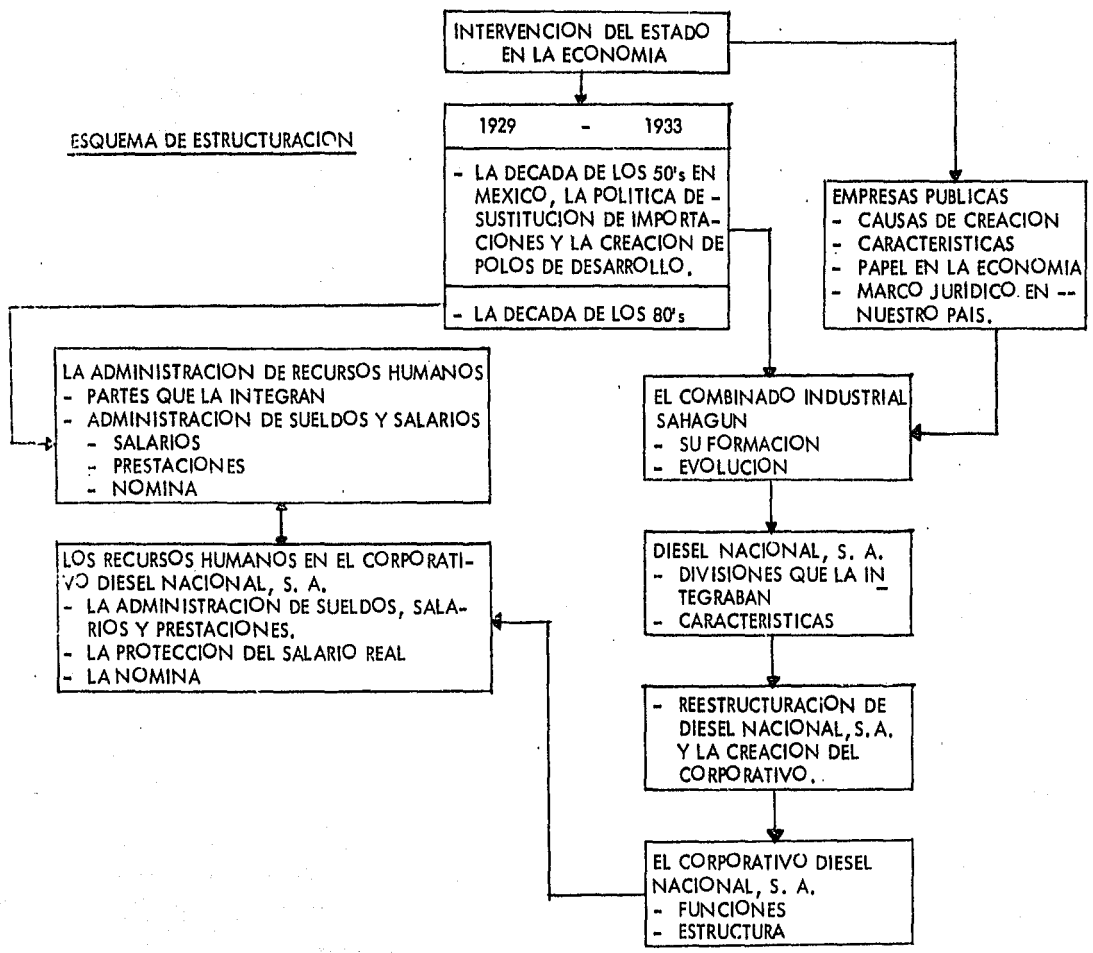 INTERVENCION DEL ESTADO
EN LA ECONOMIA
ESQUEMA DE ESTRUCTURACION
1929 - 1933
- LA DECADA DE LOS 50's EN
MEXICO, LA POLITICA DE -
SUSTITUCION DE IMPORTA-
CIONES Y LA CREACION DE
POLOS DE DESARROLLO.
- LA DECADA DE LOS 80's
EMPRESAS PUBLICAS
- CAUSAS DE CREACION
- CARACTERISTICAS
- PAPEL EN LA ECONOMIA
- MARCO JURÍDICO. EN --
NUESTRO PAIS.
LA ADMINISTRACION DE RECURSOS HUMANOS
- PARTES QUE LA INTEGRAN
- ADMINISTRACION DE SUELDOS Y SALARIOS
- SALARIOS
- PRESTACIONES
- NOMINA
EL COMBINADO INDUSTRIAL
SAHAGUN
- SU FORMACION
- EVOLUCION
LOS RECURSOS HUMANOS EN EL CORPORATI-
VO DIESEL NACIONAL, S. A.
- LA ADMINISTRACION DE SUELDOS, SALA-
RIOS Y PRESTACIONES.
- LA PROTECCION DEL SALARIO REAL
- LA NOMINA
DIESEL NACIONAL, S. A.
- DIVISIONES QUE LA IN
TEGRABAN
- CARACTERISTICAS
- REESTRUCTURACION DE
DIESEL NACIONAL, S. A.
Y LA CREACION DEL
CORPORATIVO.
EL CORPORATIVO DIESEL
NACIONAL, S. A.
- FUNCIONES
- ESTRUCTURA